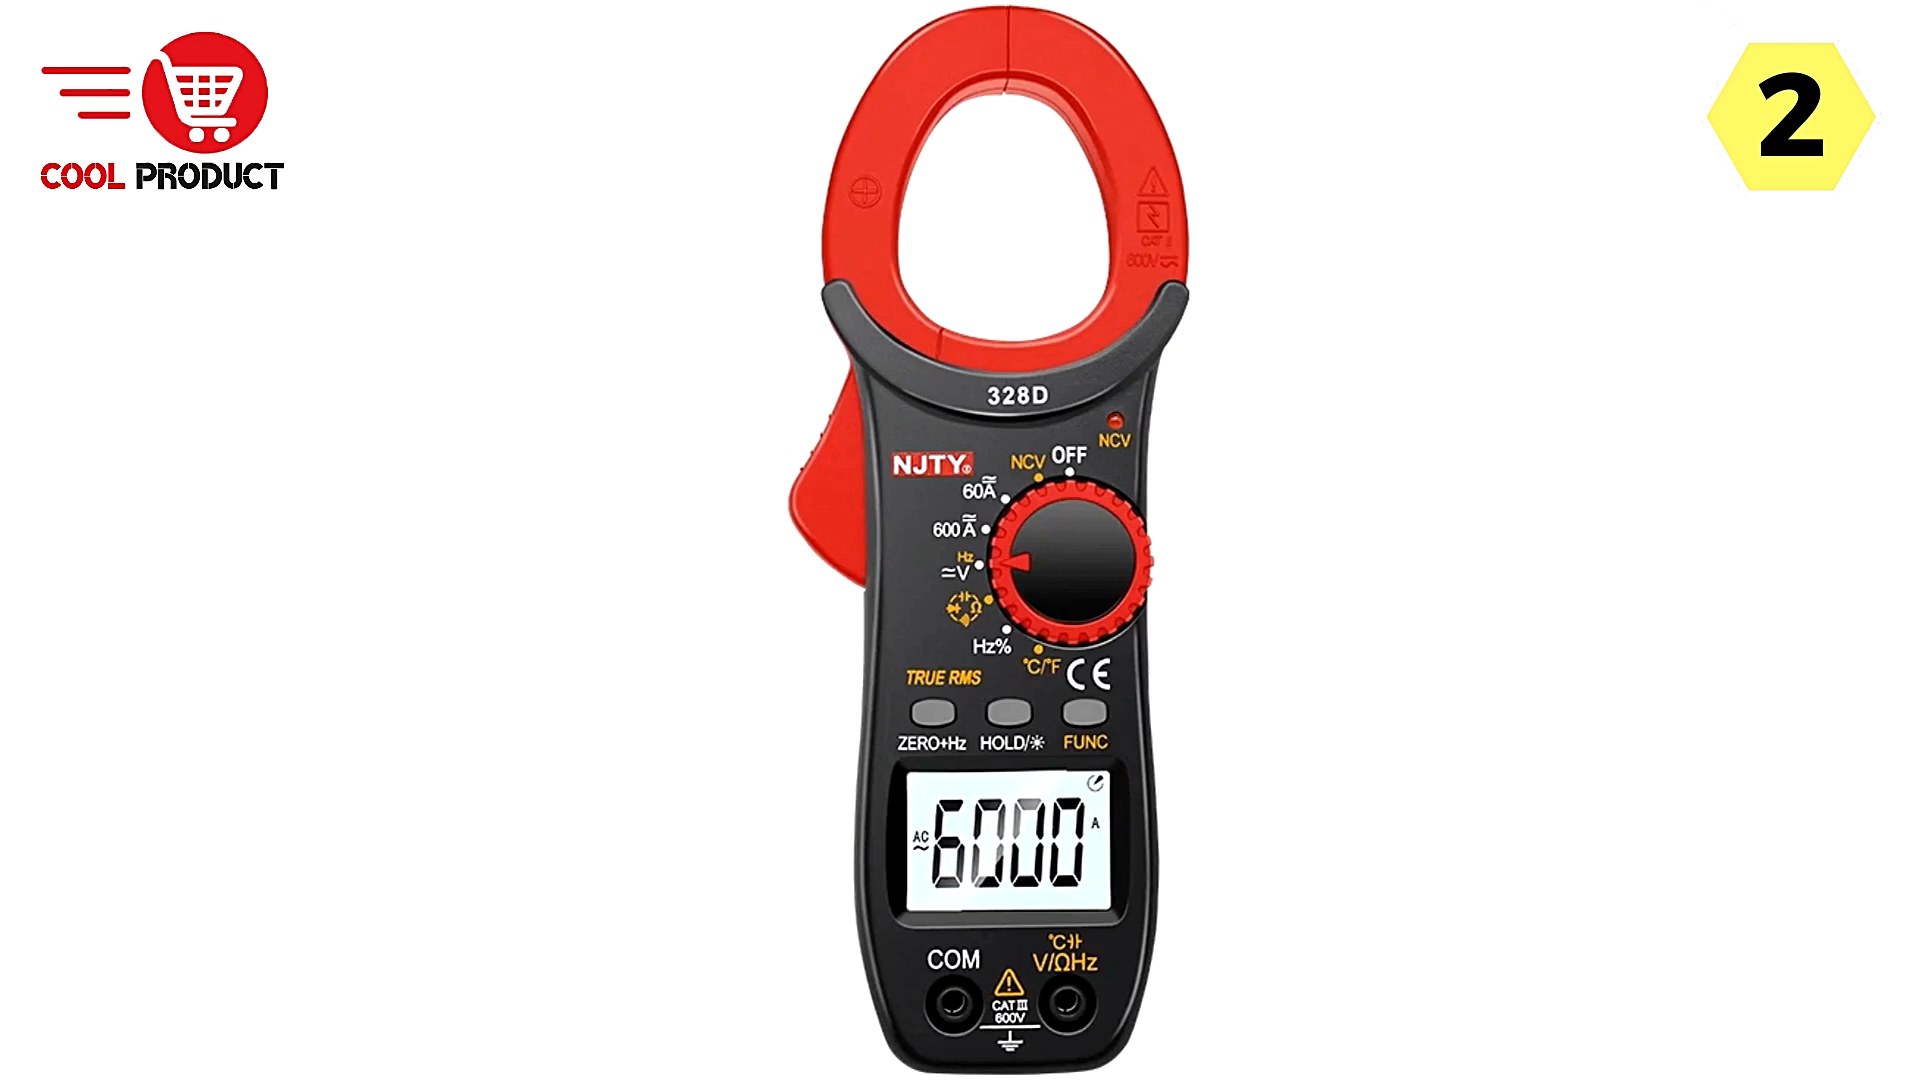 COOL PRODUCT
2
CAT II
600V
328D
NCV
NJTY
NCV
OFF
60A
600A
Hz
V
Ω
Hz%
°C/°F
CE
TRUE RMS
ZERO+Hz
HOLD/☀
FUNC
AC
6000
A
COM
°C
V/ΩHz
CAT III
600V